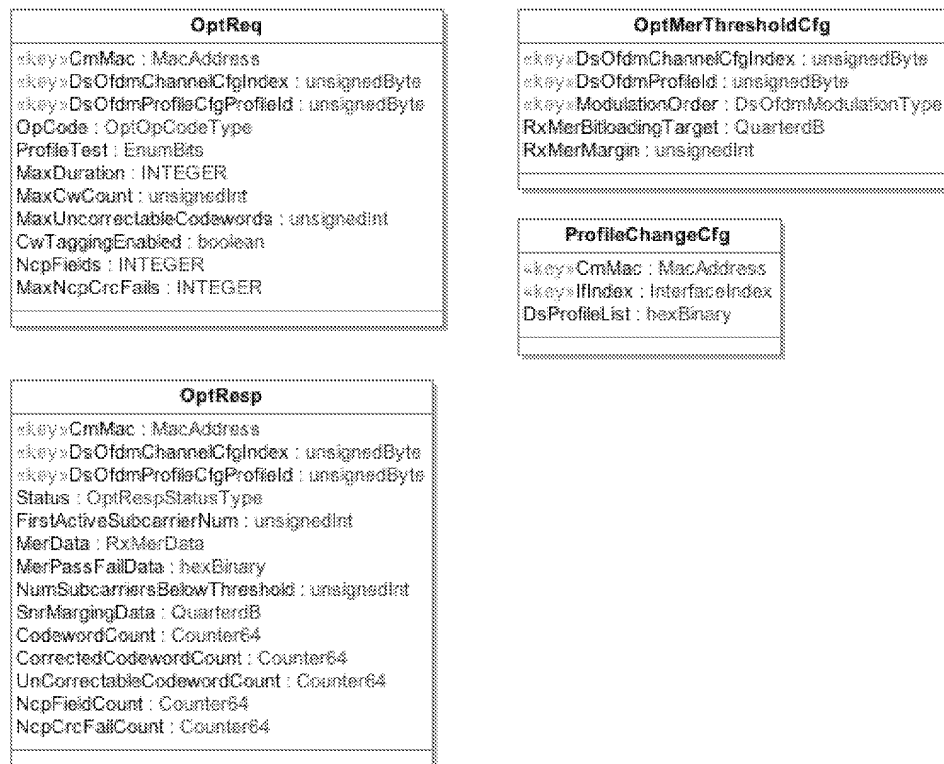 OptReq
«key»CmMac : MacAddress
«key»DsOfdmChannelCfgIndex : unsignedByte
«key»DsOfdmProfileCfgProfileId : unsignedByte
OpCode : OptOpCodeType
ProfileTest : EnumBits
MaxDuration : INTEGER
MaxCwCount : unsignedInt
MaxUncorrectableCodewords : unsignedInt
CwTaggingEnabled : boolean
NcpFields : INTEGER
MaxNcpCrcFails : INTEGER
OptMerThresholdCfg
«key»DsOfdmChannelCfgIndex : unsignedByte
«key»DsOfdmProfileId : unsignedByte
«key»ModulationOrder : DsOfdmModulationType
RxMerBitloadingTarget : QuarterdB
RxMerMargin : unsignedInt
ProfileChangeCfg
«key»CmMac : MacAddress
«key»IfIndex : InterfaceIndex
DsProfileList : hexBinary
OptResp
«key»CmMac : MacAddress
«key»DsOfdmChannelCfgIndex : unsignedByte
«key»DsOfdmProfileCfgProfileId : unsignedByte
Status : OptRespStatusType
FirstActiveSubcarrierNum : unsignedInt
MerData : RxMerData
MerPassFailData : hexBinary
NumSubcarriersBelowThreshold : unsignedInt
SnrMargingData : QuarterdB
CodewordCount : Counter64
CorrectedCodewordCount : Counter64
UnCorrectableCodewordCount : Counter64
NcpFieldCount : Counter64
NcpCrcFailCount : Counter64